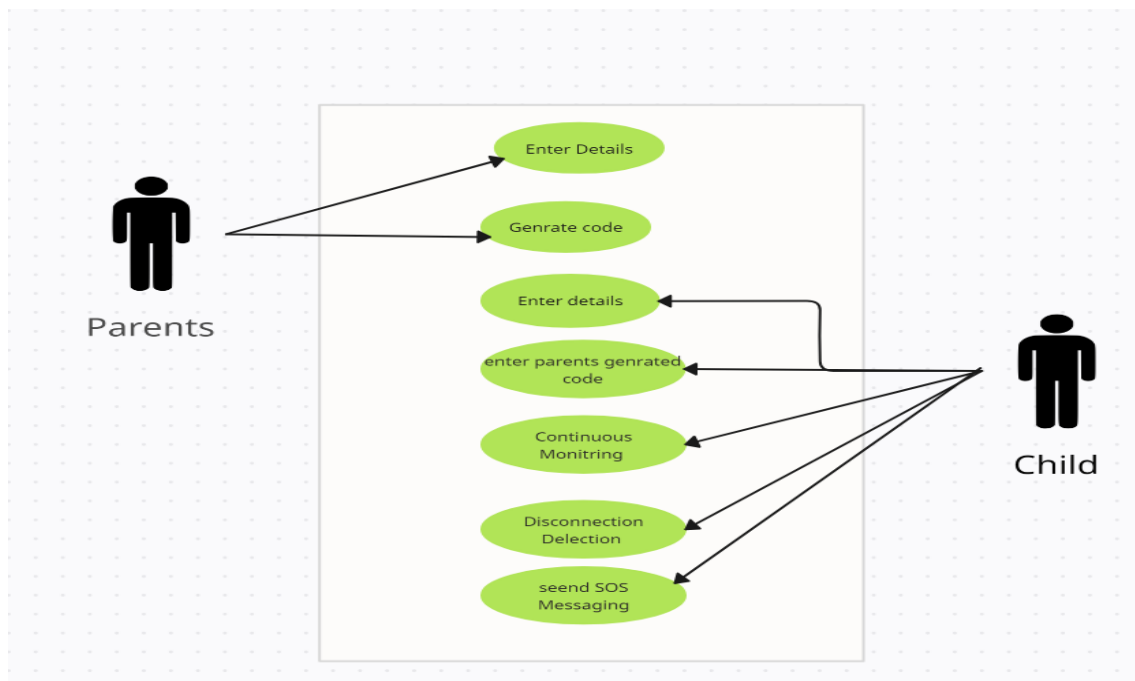 Enter Details
Genrate code
Enter details
enter parents genrated
code
Continuous
Monitring
Disconnection
Delection
seend SOS
Messaging
Parents
Child